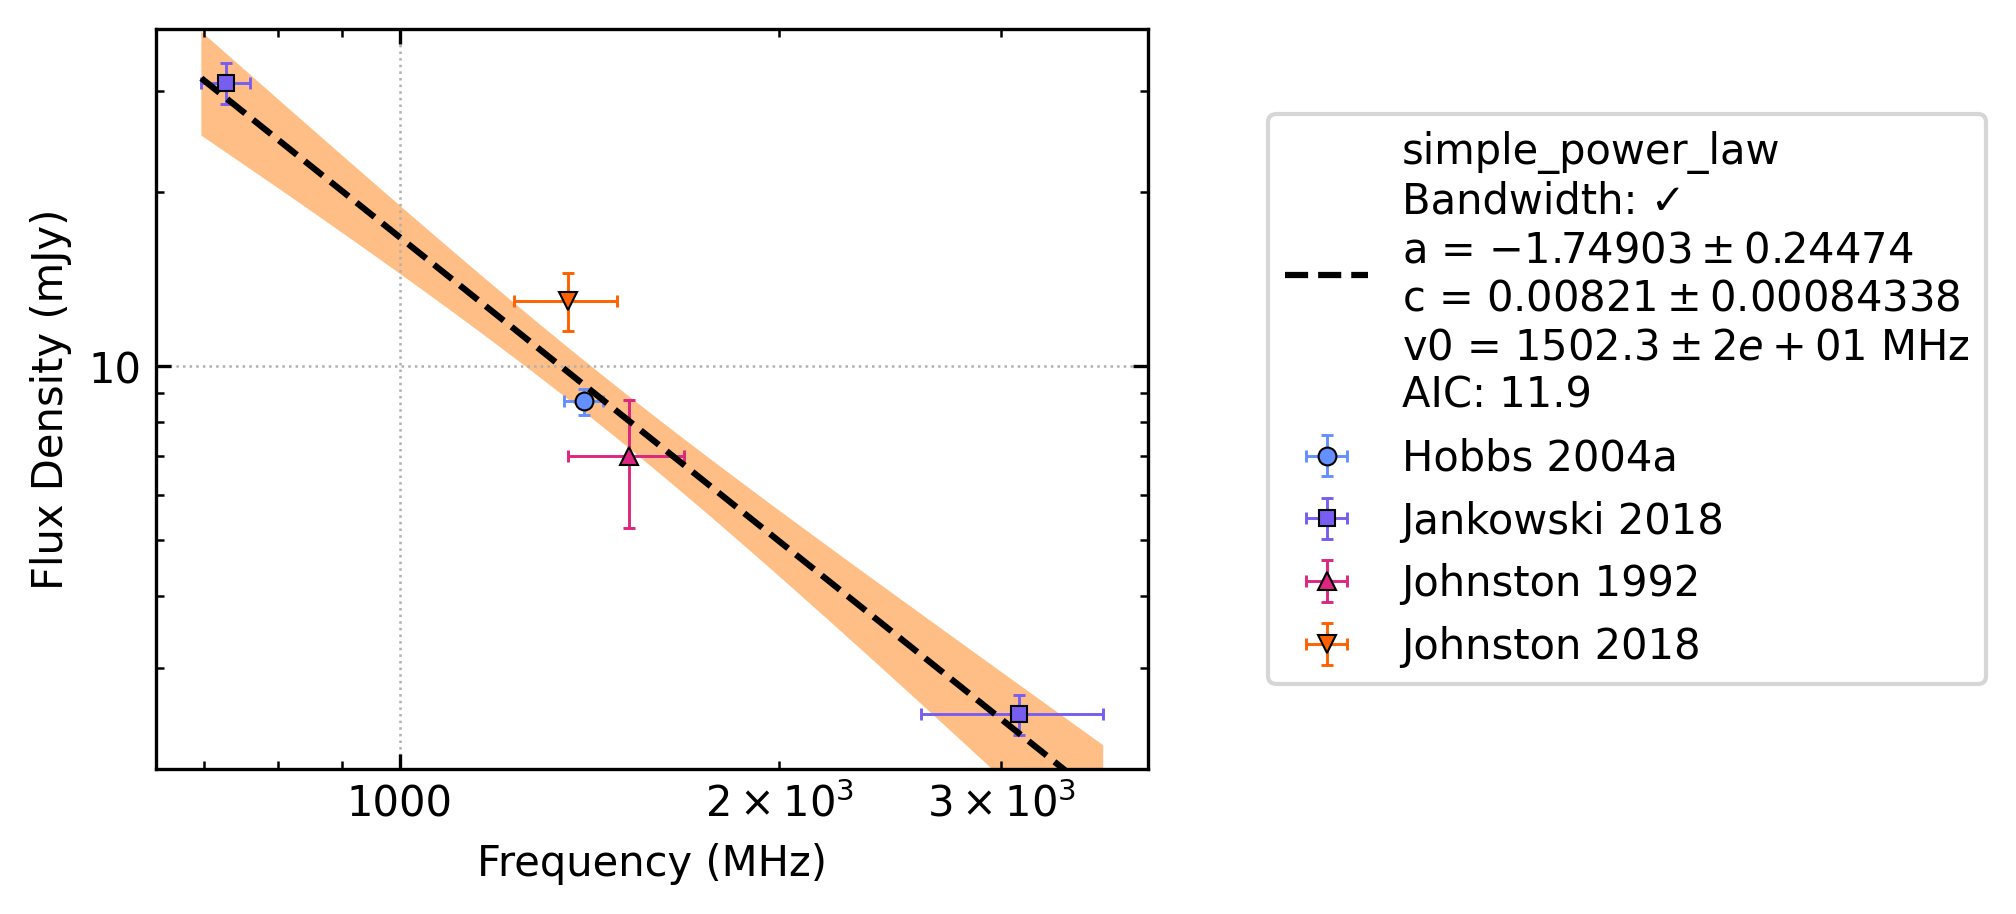 Flux Density (mJy)
10
1000
2 × 10³
3 × 10³
Frequency (MHz)
simple_power_law
Bandwidth: ✓
a = −1.74903 ± 0.24474
c = 0.00821 ± 0.00084338
v0 = 1502.3 ± 2e + 01 MHz
AIC: 11.9
Hobbs 2004a
Jankowski 2018
Johnston 1992
Johnston 2018